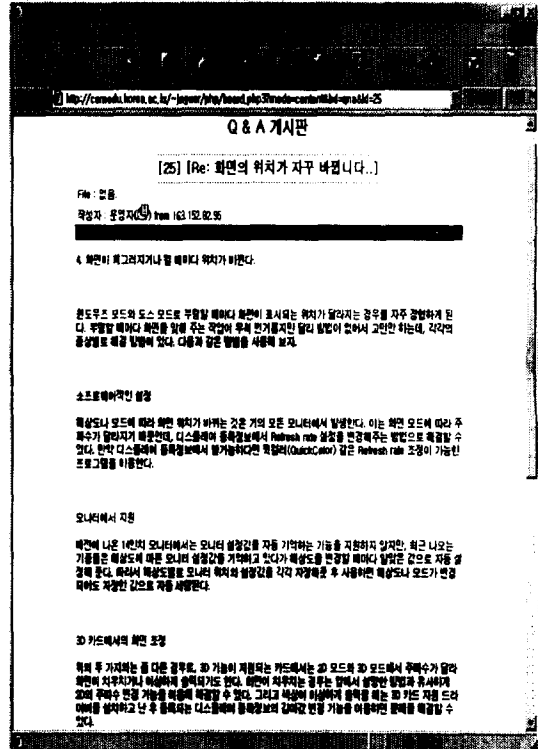 Q & A 게시판
[25] [Re: 화면의 위치가 자꾸 바뀝니다..]
File : 없음.
작성자 : 운영자 from 163.152.82.95
4. 화면이 찌그러지거나 켤 때마다 위치가 바뀐다.
윈도우즈 모드와 도스 모드로 부팅할 때마다 화면이 표시되는 위치가 달라지는 경우를 자주 경험하게 된
다. 부팅할 때마다 화면을 맞춰 주는 작업이 무척 번거롭지만 달리 방법이 없어서 고민만 하는데, 각각의
증상별로 해결 방법이 있다. 다음과 같은 방법을 사용해 보자.
소프트웨어적인 설정
해상도나 모드에 따라 화면 위치가 바뀌는 것은 거의 모든 모니터에서 발생한다. 이는 화면 모드에 따라 주
파수가 달라지기 때문인데, 디스플레이 등록정보에서 Refresh rate 설정을 변경해주는 방법으로 해결할 수
있다. 만약 디스플레이 등록정보에서 불가능하다면 퀵컬러(QuickColor) 같은 Refresh rate 조정이 가능한
프로그램을 이용한다.
모니터에서 지원
예전에 나온 14인치 모니터에서는 모니터 설정값을 자동 기억하는 기능을 지원하지 않지만, 최근 나오는
기종들은 해상도에 따른 모니터 설정값을 기억하고 있다가 해상도를 변경할 때마다 알맞은 값으로 자동 설
정해 준다. 따라서 해상도별로 모니터 위치와 설정값을 각각 저장해둔 후 사용하면 해상도나 모드가 변경
되어도 저장한 값으로 자동 세팅된다.
3D 카드에서의 화면 조정
위의 두 가지와는 좀 다른 경우로, 3D 기능이 지원되는 카드에서는 2D 모드와 3D 모드에서 주파수가 달라
화면이 치우치거나 이상하게 출력되기도 한다. 화면이 치우치는 경우는 앞에서 설명한 방법과 유사하게
3D의 주파수 변경 기능을 이용해 해결할 수 있다. 그리고 색상이 이상하게 출력될 때는 3D 카드 자동 드라
이버를 설치하고 난 후 등록되는 디스플레이 등록정보의 감마값 변경 기능을 이용하면 문제를 해결할 수
있다.